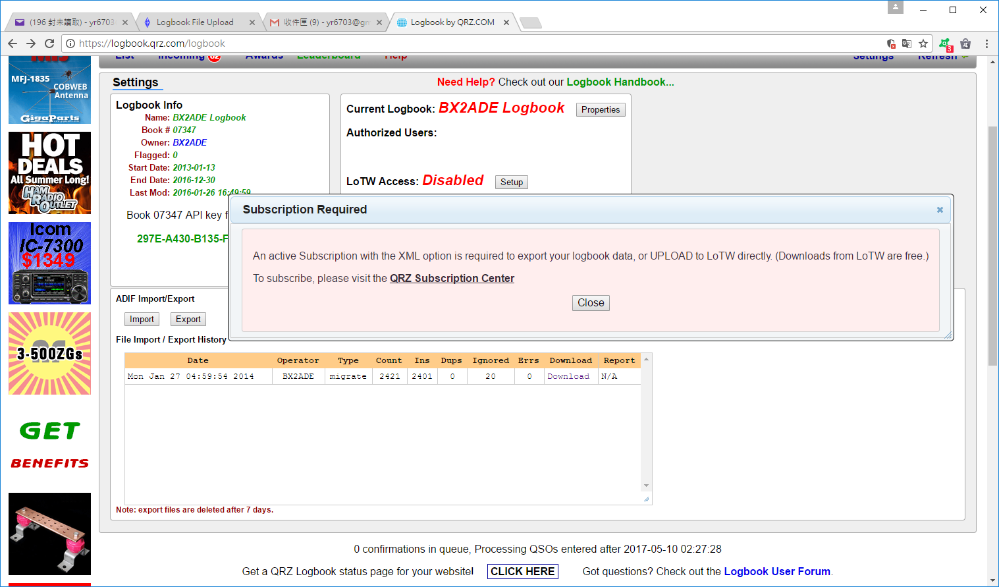 (196 封未讀取) - yr6703
Logbook File Upload
收件匣 (9) - yr6703@gm
Logbook by QRZ.COM
https://logbook.qrz.com/logbook
3
List
Incoming 62
Awards
Leaderboard
Help
Settings
Refresh
MFJ-1835
COBWEB
Antenna
GigaParts
HOT
DEALS
All Summer Long!
HAM RADIO OUTLET
Icom
IC-7300
$1349
3-500ZGs
GET
BENEFITS
Settings
Need Help? Check out our Logbook Handbook...
Logbook Info
Name: BX2ADE Logbook
Book # 07347
Owner: BX2ADE
Flagged: 0
Start Date: 2013-01-13
End Date: 2016-12-30
Last Mod: 2016-01-26 16:49:59
Book 07347 API key f
297E-A430-B135-F
Current Logbook: BX2ADE Logbook
Properties
Authorized Users:
LoTW Access: Disabled
Setup
Subscription Required
An active Subscription with the XML option is required to export your logbook data, or UPLOAD to LoTW directly. (Downloads from LoTW are free.)
To subscribe, please visit the QRZ Subscription Center
Close
ADIF Import/Export
Import
Export
File Import / Export History
Date Operator Type Count Ins Dups Ignored Errs Download Report
Mon Jan 27 04:59:54 2014 BX2ADE migrate 2421 2401 0 20 0 Download N/A
Note: export files are deleted after 7 days.
0 confirmations in queue, Processing QSOs entered after 2017-05-10 02:27:28
Get a QRZ Logbook status page for your website! CLICK HERE Got questions? Check out the Logbook User Forum.